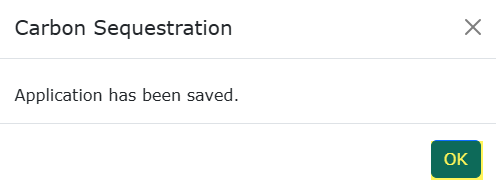 Carbon Sequestration
Application has been saved.
OK